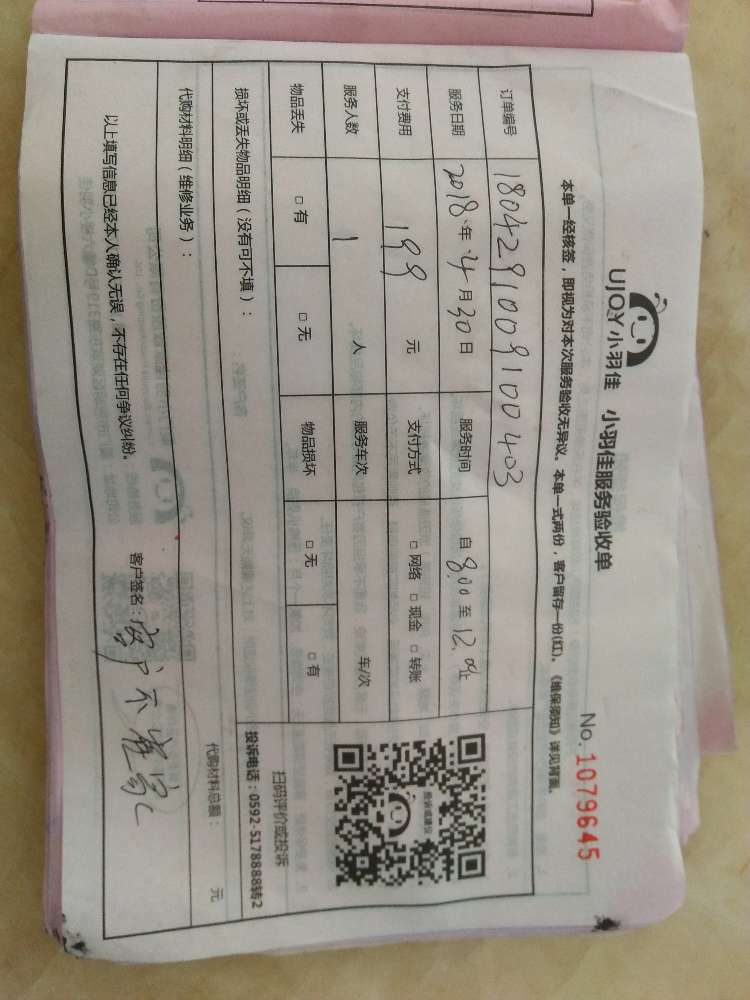 UJOY小羽佳 小羽佳服务验收单
No. 1079645
本单一经核签，即视为对本次服务验收无异议。本单一式两份，客户留存一份(红)。《维保须知》详见背面。
订单编号 1804291009100403
服务日期 2018年4月30日 服务时间 自 8.00 至 12.00止
支付费用 199 元 支付方式 □网络 □现金 □转账
服务人数 1 人 服务车次 车/次
物品丢失 □有 □无 物品损坏 □无 □有
投诉或建议
扫码评价或投诉
投诉电话：0592-5178888转2
损坏或丢失物品明细（没有可不填）：
代购材料明细（维修业务）：
代购材料总额： 元
以上填写信息已经本人确认无误，不存在任何争议纠纷。
客户签名：客户不在家